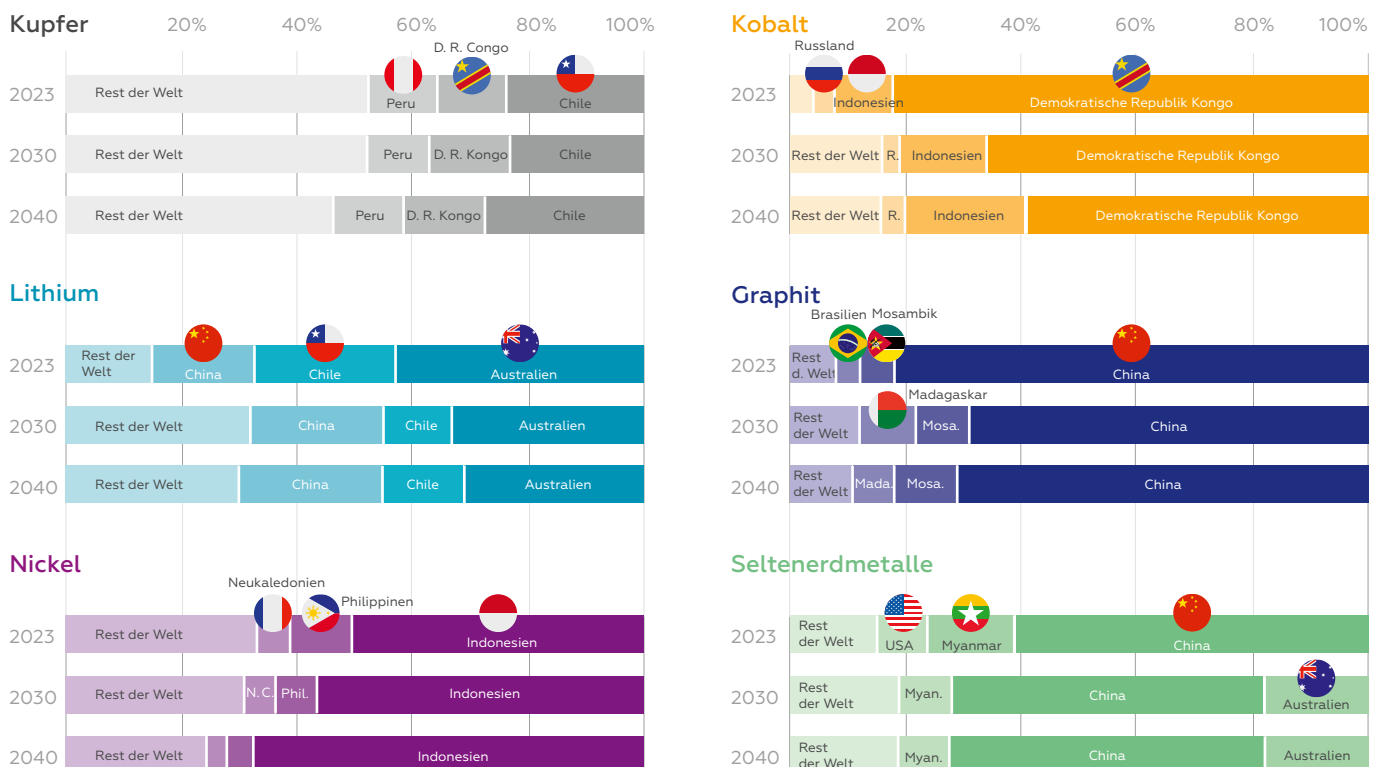 Kupfer
20%
40%
60%
80%
100%
D. R. Congo
2023
Rest der Welt
Peru
Chile
2030
Rest der Welt
Peru
D. R. Kongo
Chile
2040
Rest der Welt
Peru
D. R. Kongo
Chile
Kobalt
20%
40%
60%
80%
100%
Russland
2023
Indonesien
Demokratische Republik Kongo
2030
Rest der Welt
R.
Indonesien
Demokratische Republik Kongo
2040
Rest der Welt
R.
Indonesien
Demokratische Republik Kongo
Lithium
2023
Rest der
Welt
China
Chile
Australien
2030
Rest der Welt
China
Chile
Australien
2040
Rest der Welt
China
Chile
Australien
Graphit
Brasilien
Mosambik
2023
Rest
d. Welt
China
Madagaskar
2030
Rest
der Welt
Mosa.
China
2040
Rest
der Welt
Mada.
Mosa.
China
Nickel
Neukaledonien
Philippinen
2023
Rest der Welt
Indonesien
2030
Rest der Welt
N. C.
Phil.
Indonesien
2040
Rest der Welt
Indonesien
Seltenerdmetalle
2023
Rest
der Welt
USA
Myanmar
China
2030
Rest
der Welt
Myan.
China
Australien
2040
Rest
der Welt
Myan.
China
Australien